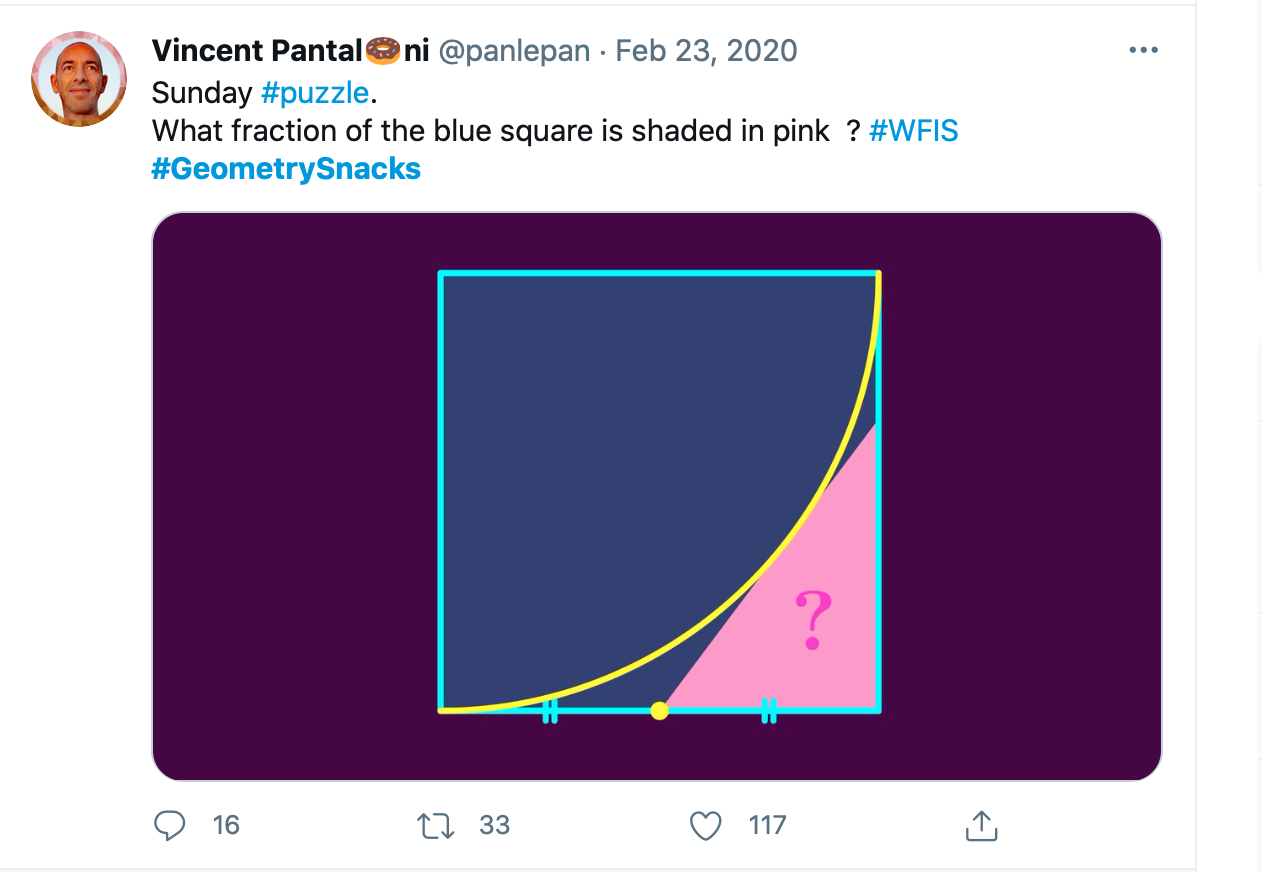 Vincent Pantal🍩ni @panlepan · Feb 23, 2020
Sunday #puzzle.
What fraction of the blue square is shaded in pink ? #WFIS
#GeometrySnacks
?
16 33 117